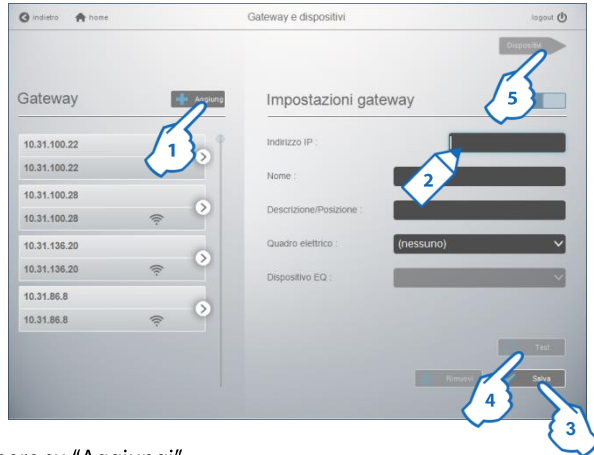 indietro home Gateway e dispositivi logout
Dispositivi
Gateway Aggiung Impostazioni gateway
5
1
10.31.100.22
10.31.100.22
Indirizzo IP :
2
10.31.100.28
10.31.100.28
Nome :
Descrizione/Posizione :
10.31.136.20
10.31.136.20
Quadro elettrico : (nessuno)
Dispositivo EQ :
10.31.86.8
10.31.86.8
Test
Rimuovi Salva
4
3
su "Aggiungi"